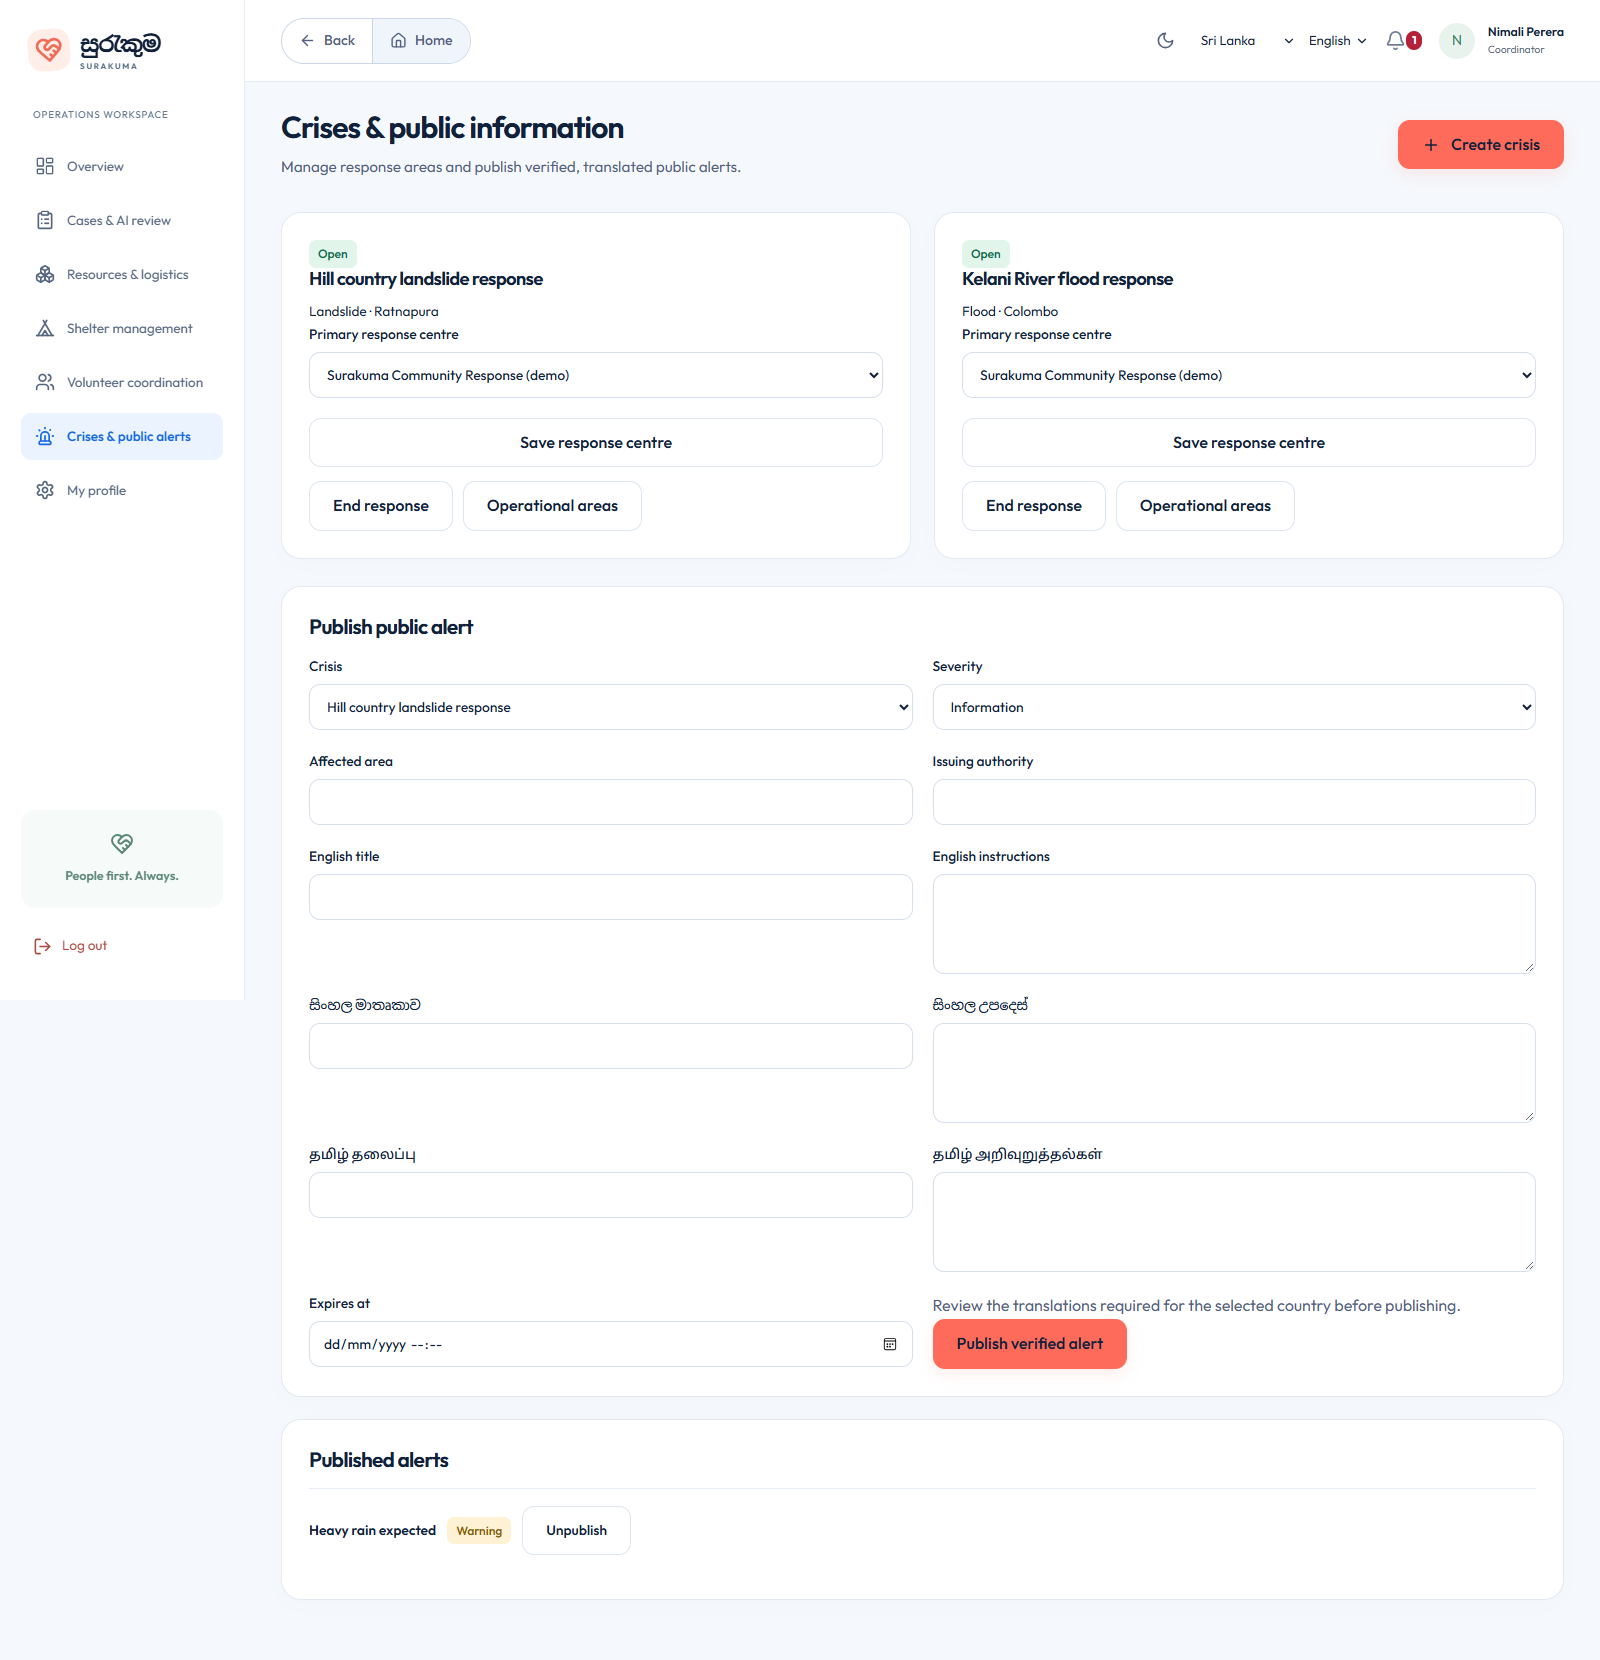 සුරැකුම
SURAKUMA
OPERATIONS WORKSPACE
Overview
Cases & AI review
Resources & logistics
Shelter management
Volunteer coordination
Crises & public alerts
My profile
People first. Always.
Log out
Back
Home
Sri Lanka
English
1
N
Nimali Perera
Coordinator
Crises & public information
Manage response areas and publish verified, translated public alerts.
Create crisis
Open
Hill country landslide response
Landslide · Ratnapura
Primary response centre
Surakuma Community Response (demo)
Save response centre
End response
Operational areas
Open
Kelani River flood response
Flood · Colombo
Primary response centre
Surakuma Community Response (demo)
Save response centre
End response
Operational areas
Publish public alert
Crisis
Severity
Hill country landslide response
Information
Affected area
Issuing authority
English title
English instructions
සිංහල මාතෘකාව
සිංහල උපදෙස්
தமிழ் தலைப்பு
தமிழ் அறிவுறுத்தல்கள்
Expires at
dd/mm/yyyy --:--
Review the translations required for the selected country before publishing.
Publish verified alert
Published alerts
Heavy rain expected
Warning
Unpublish